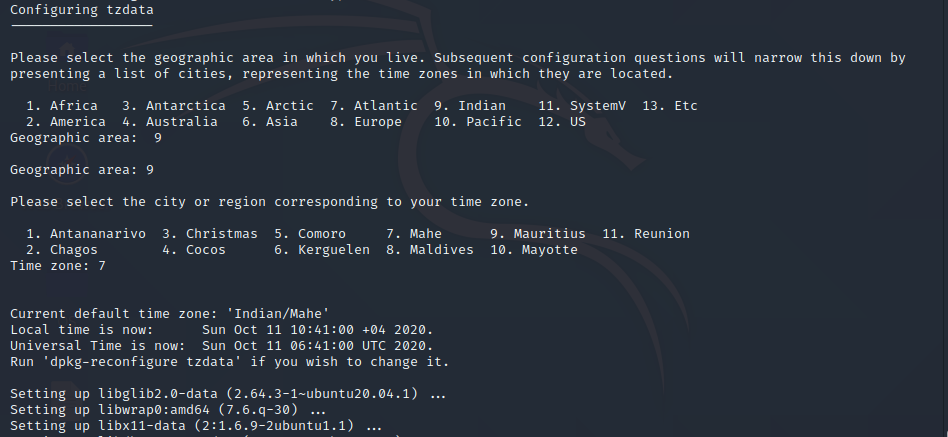 Configuring tzdata
Please select the geographic area in which you live. Subsequent configuration questions will narrow this down by
presenting a list of cities, representing the time zones in which they are located.
1. Africa 3. Antarctica 5. Arctic 7. Atlantic 9. Indian 11. SystemV 13. Etc
2. America 4. Australia 6. Asia 8. Europe 10. Pacific 12. US
Geographic area: 9
Geographic area: 9
Please select the city or region corresponding to your time zone.
1. Antananarivo 3. Christmas 5. Comoro 7. Mahe 9. Mauritius 11. Reunion
2. Chagos 4. Cocos 6. Kerguelen 8. Maldives 10. Mayotte
Time zone: 7
Current default time zone: 'Indian/Mahe'
Local time is now: Sun Oct 11 10:41:00 +04 2020.
Universal Time is now: Sun Oct 11 06:41:00 UTC 2020.
Run 'dpkg-reconfigure tzdata' if you wish to change it.
Setting up libglib2.0-data (2.64.3-1~ubuntu20.04.1) ...
Setting up libwrap0:amd64 (7.6.q-30) ...
Setting up libx11-data (2:1.6.9-2ubuntu1.1) ...